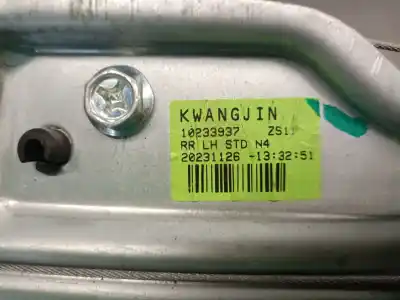 KWANGJIN
10233937 ZS11
RR LH STD N4
20231126 -13:32:51